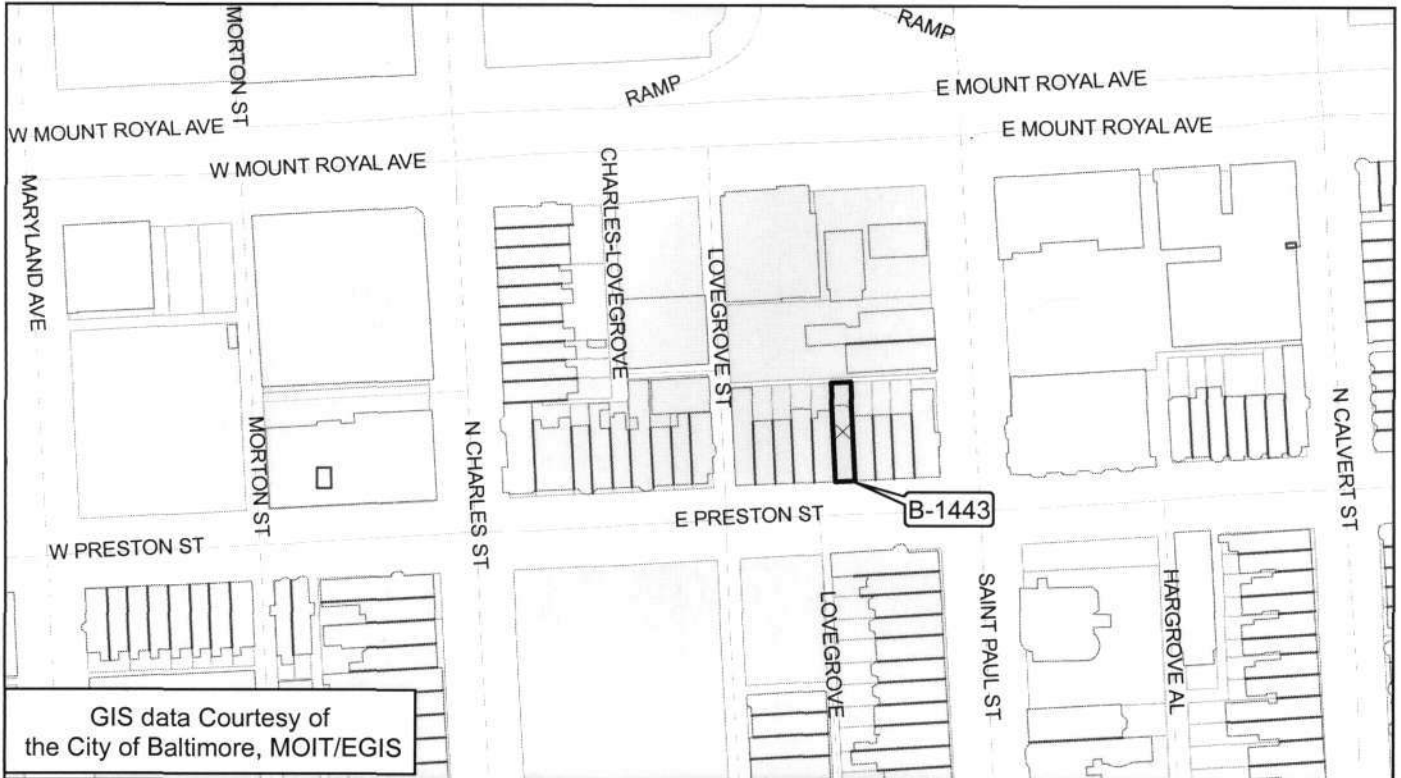 MORTON ST
RAMP
RAMP
E MOUNT ROYAL AVE
W MOUNT ROYAL AVE
E MOUNT ROYAL AVE
W MOUNT ROYAL AVE
MARYLAND AVE
CHARLES-LOVEGROVE
LOVEGROVE ST
MORTON ST
N CHARLES ST
N CALVERT ST
B-1443
E PRESTON ST
W PRESTON ST
LOVEGROVE
SAINT PAUL ST
HARGROVE AL
GIS data Courtesy of
the City of Baltimore, MOIT/EGIS